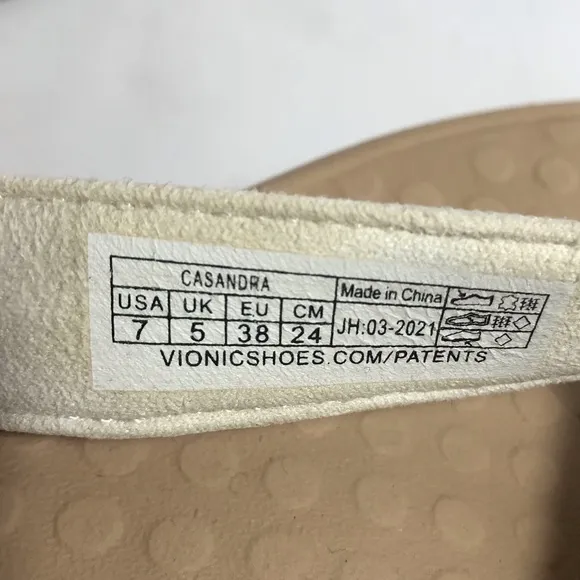 CASANDRA Made in China
USA UK EU CM
7 5 38 24 JH:03-2021
VIONICSHOES.COM/PATENTS